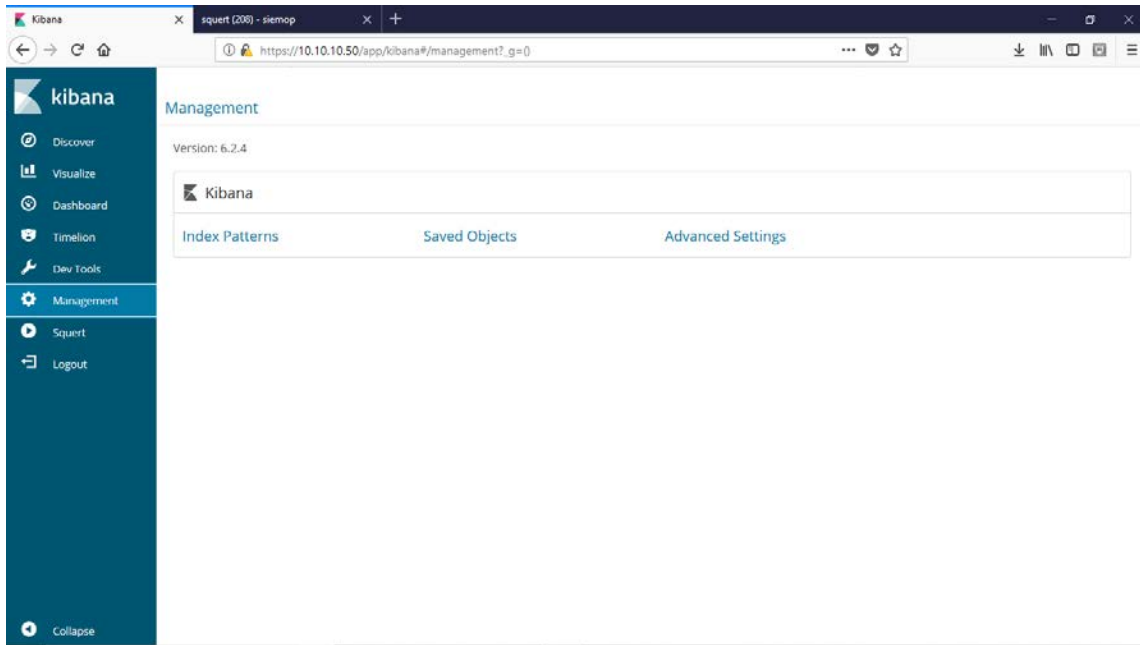 Kibana
squert (208) - siemop
https://10.10.10.50/app/kibana#/management?_g=()
kibana
Discover
Visualize
Dashboard
Timelion
Dev Tools
Management
Squert
Logout
Collapse
Management
Version: 6.2.4
Kibana
Index Patterns Saved Objects Advanced Settings